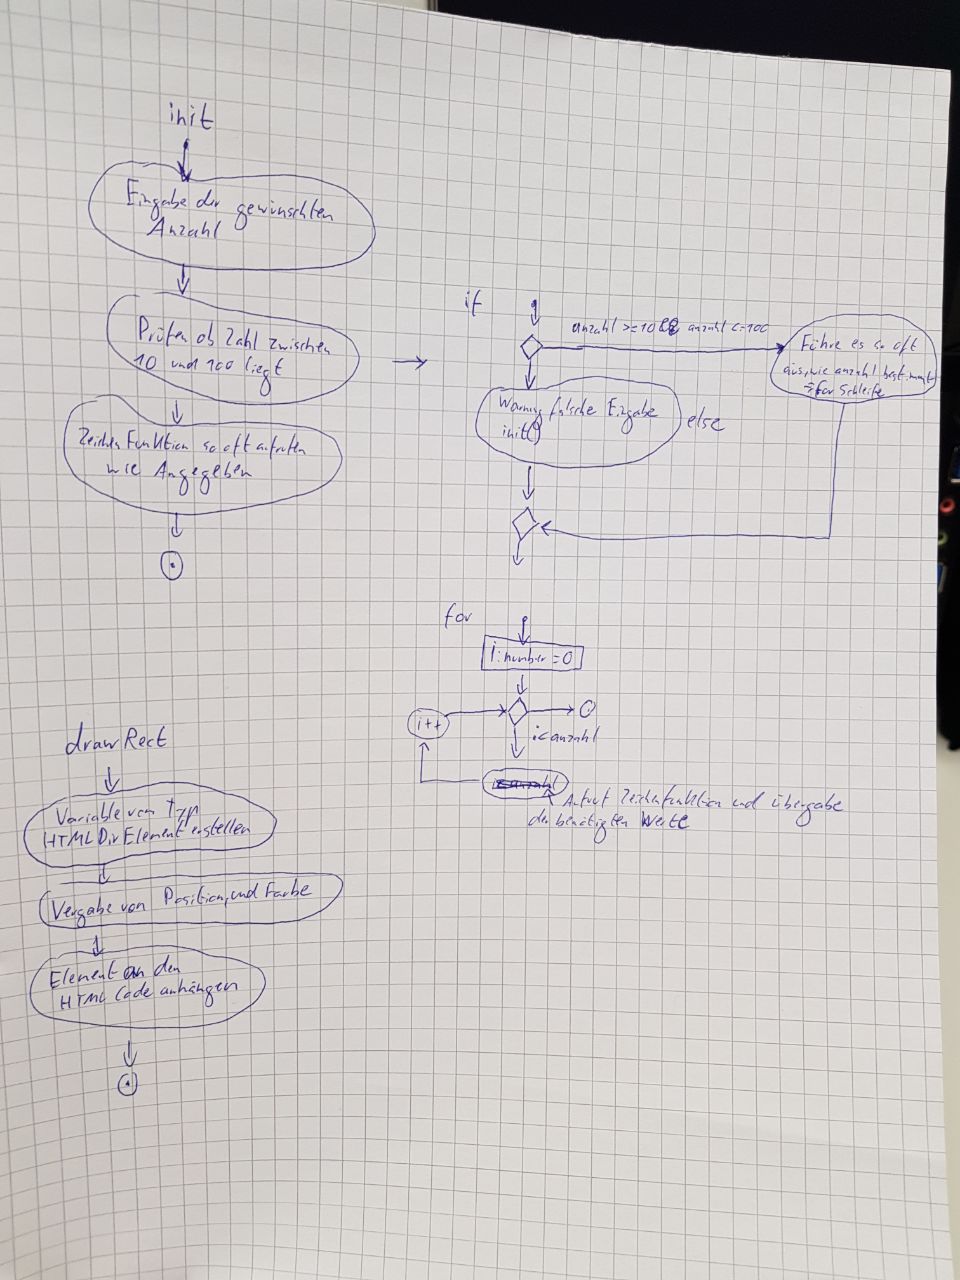 init
Eingabe der gewünschten
Anzahl
Prüfen ob Zahl zwischen
10 und 100 liegt
Zeichen Funktion so oft aufrufen
wie Angegeben
if
anzahl >= 10 && anzahl <= 100
Führe es so oft
aus, wie anzahl bestimmt
→ for Schleife
Warnung falsche Eingabe
init()
else
for
i: number = 0
i++
i< anzahl
Aufruf Zeichenfunktion und übergabe
der benötigten Werte
drawRect
Variable vom Typ
HTMLDivElement erstellen
Vergabe von Position, und Farbe
Element an den
HTML Code anhängen